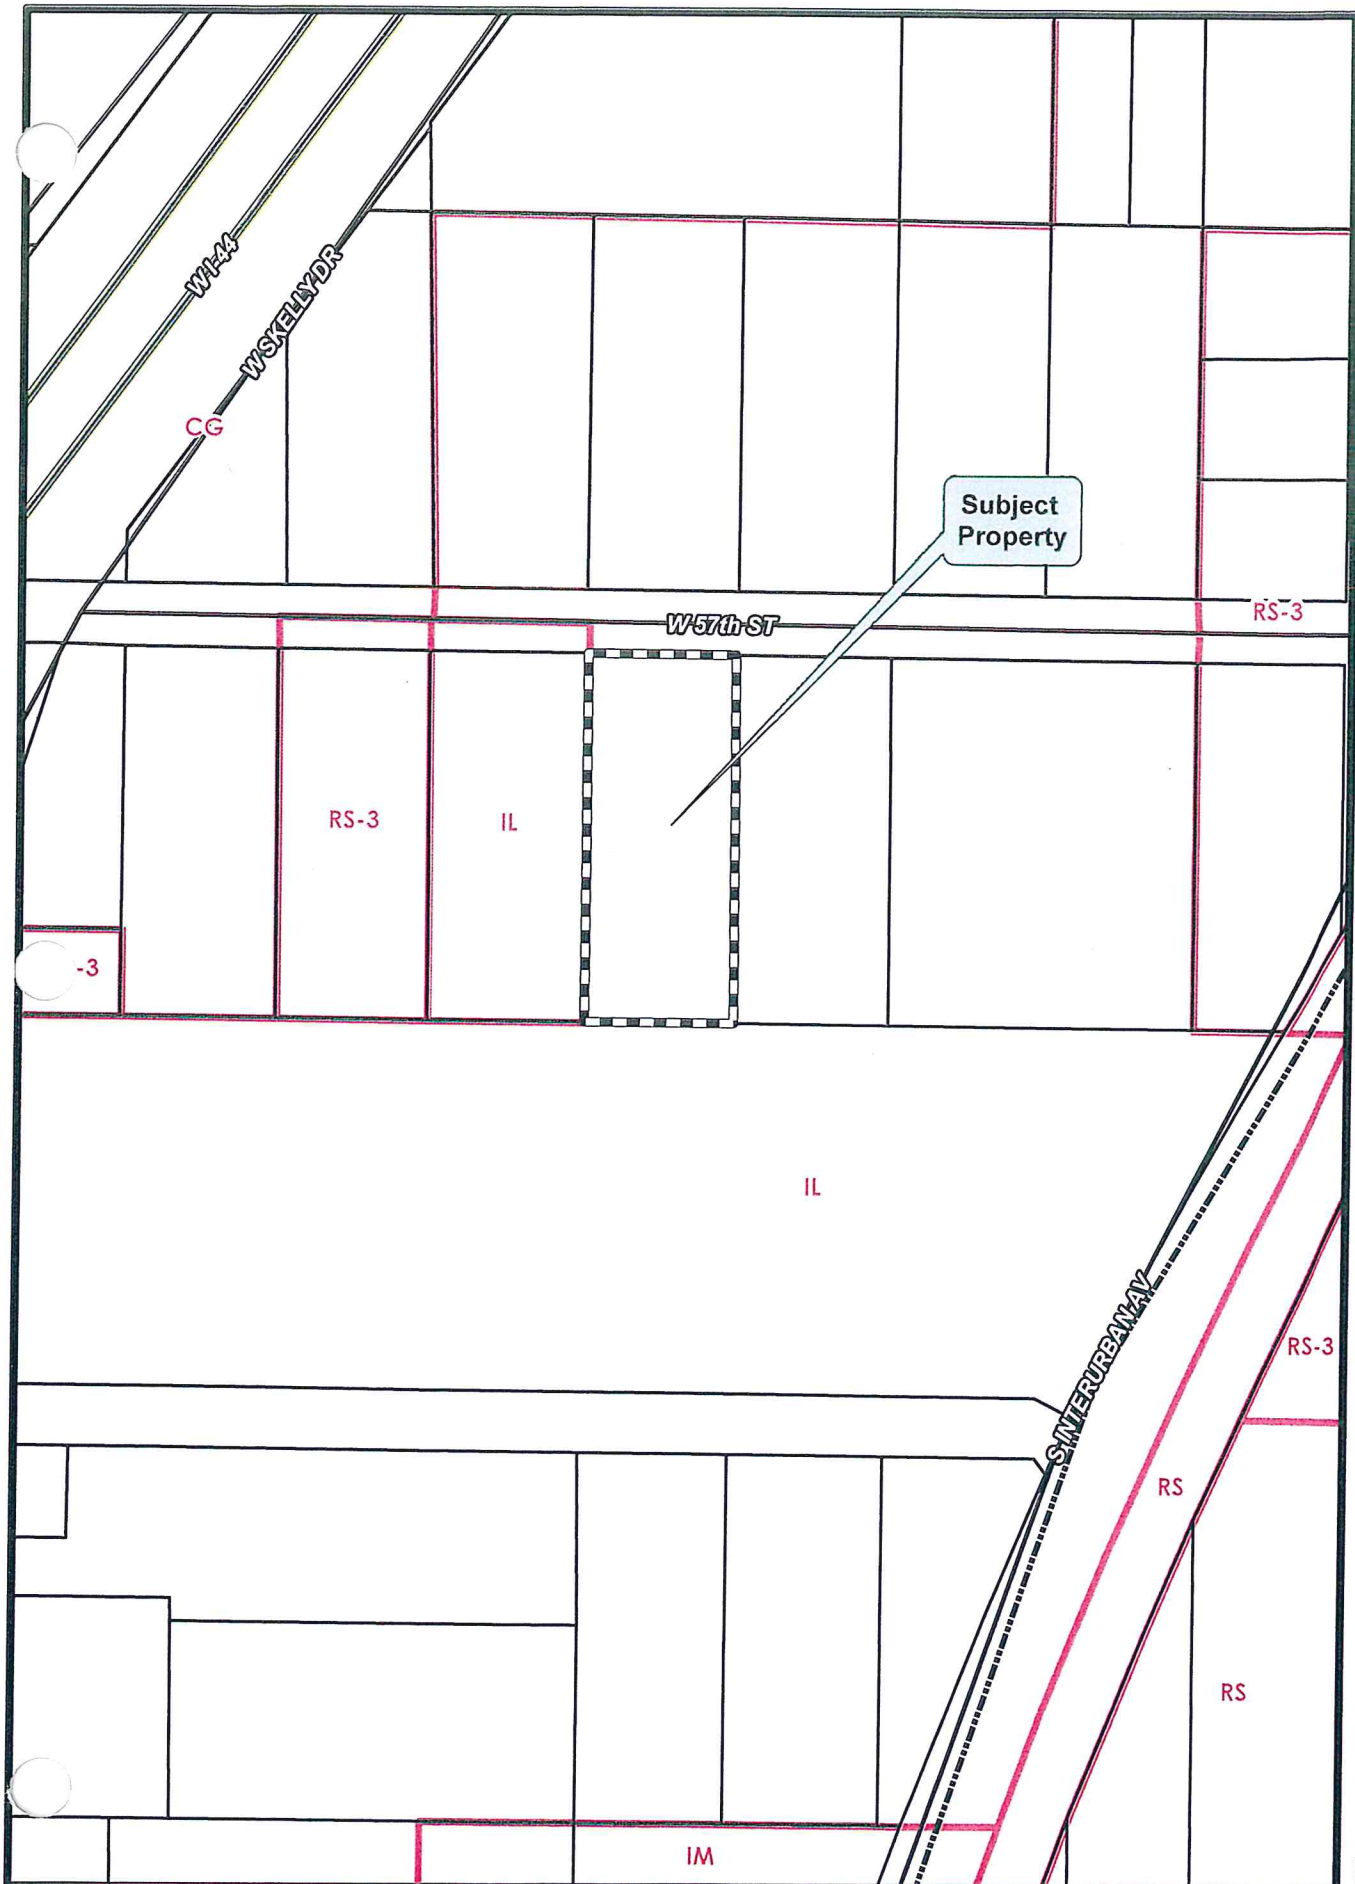 W I-44
W SKELLY DR
CG
Subject
Property
W 57th ST
RS-3
RS-3
IL
-3
IL
S INTERURBAN AV
RS-3
RS
RS
IM